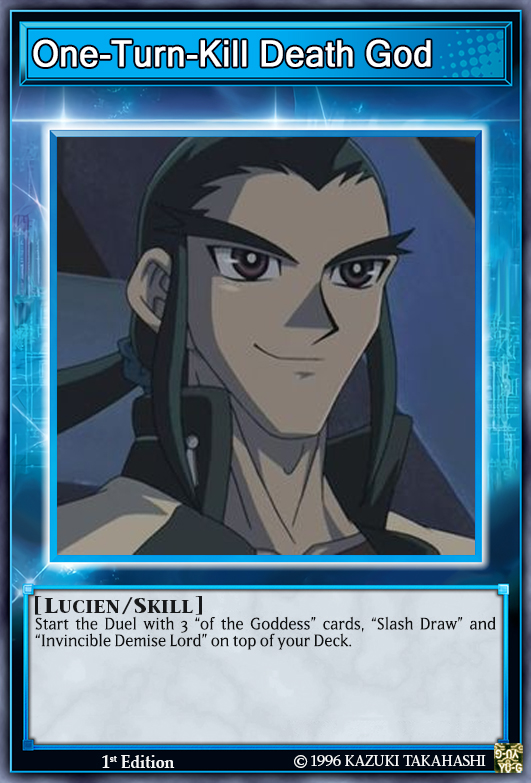 One-Turn-Kill Death God
[Lucien/Skill]
Start the Duel with 3 “of the Goddess” cards, “Slash Draw” and
“Invincible Demise Lord” on top of your Deck.
1st Edition
© 1996 KAZUKI TAKAHASHI